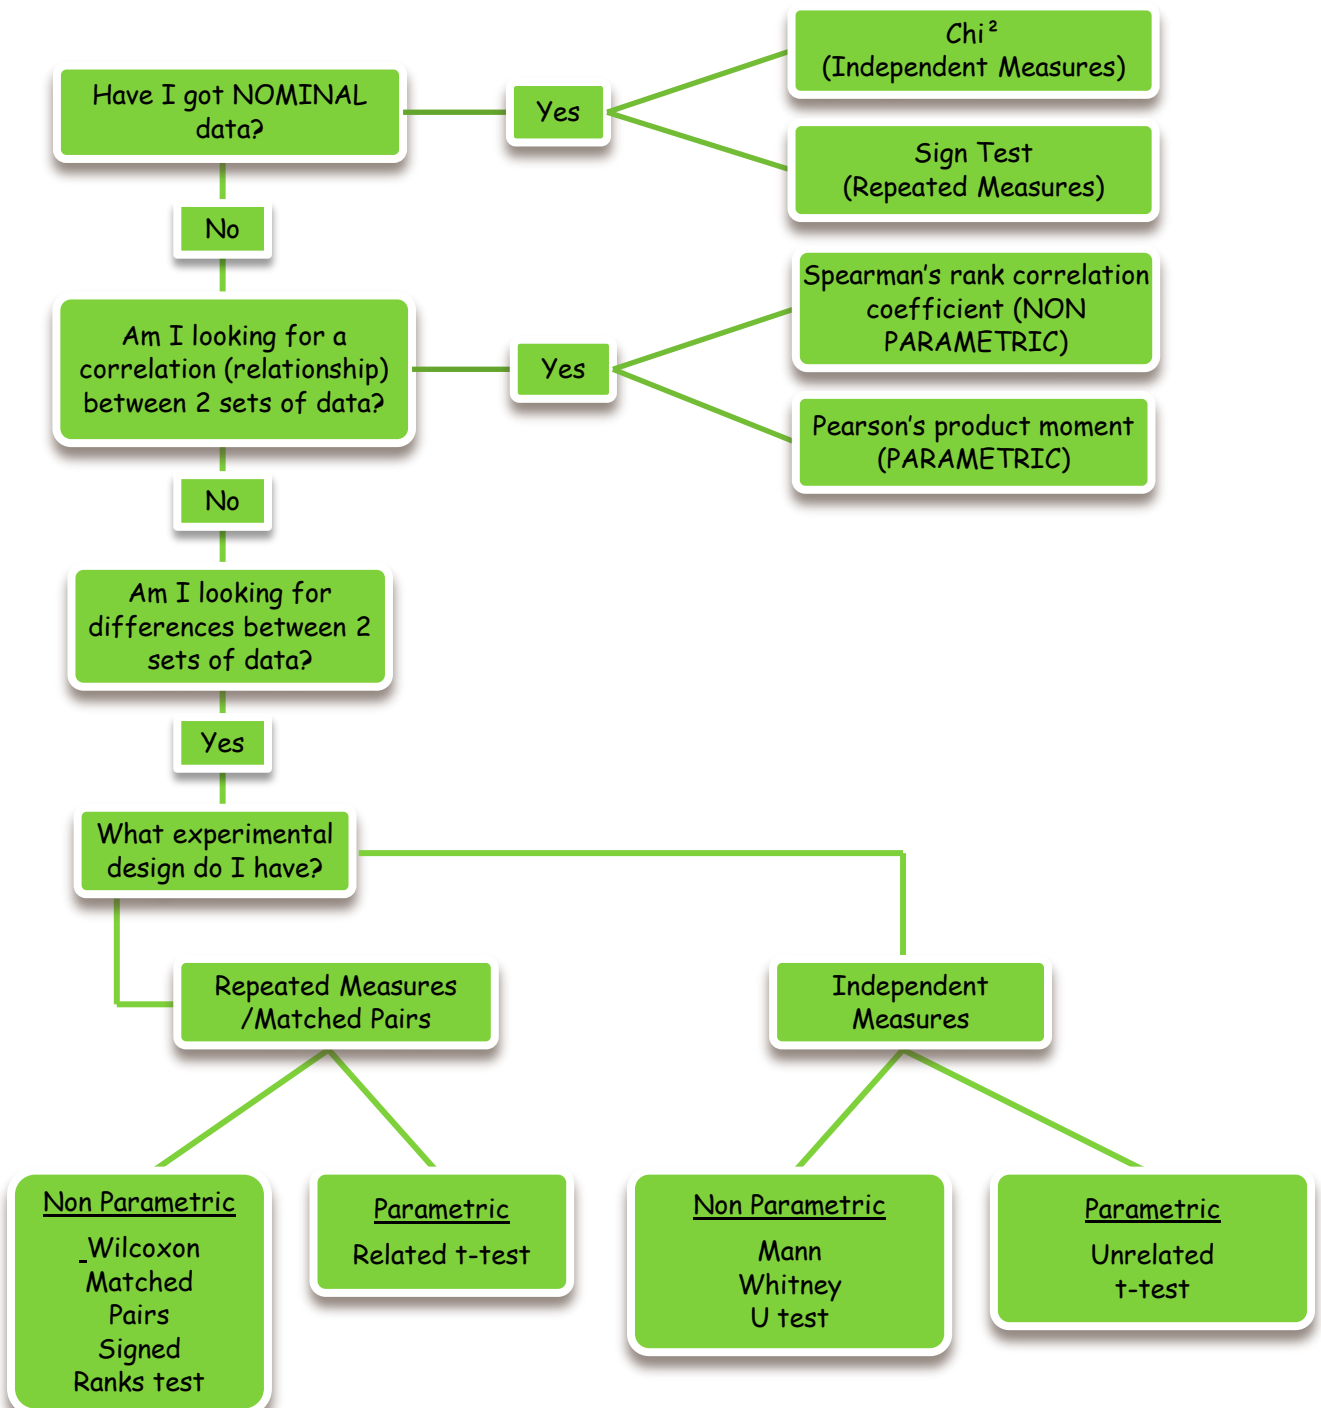 Have I got NOMINAL
data?
Yes
Chi²
(Independent Measures)
Sign Test
(Repeated Measures)
No
Am I looking for a
correlation (relationship)
between 2 sets of data?
Yes
Spearman's rank correlation
coefficient (NON
PARAMETRIC)
Pearson's product moment
(PARAMETRIC)
No
Am I looking for
differences between 2
sets of data?
Yes
What experimental
design do I have?
Repeated Measures
/Matched Pairs
Independent
Measures
Non Parametric
Wilcoxon
Matched
Pairs
Signed
Ranks test
Parametric
Related t-test
Non Parametric
Mann
Whitney
U test
Parametric
Unrelated
t-test